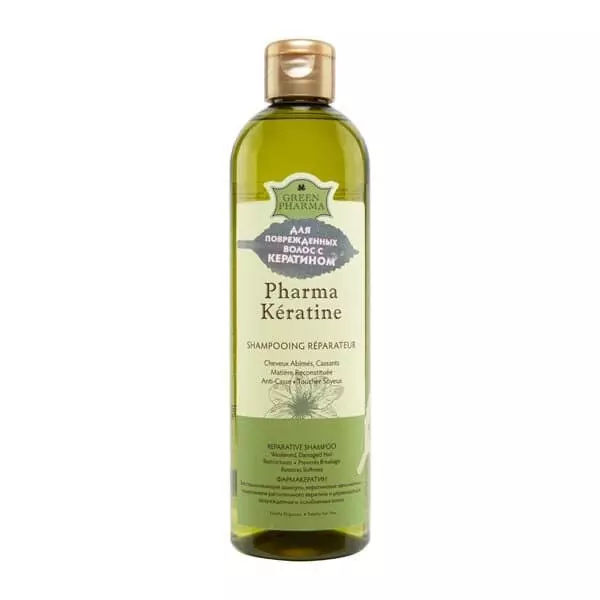 GREEN
PHARMA
ДЛЯ
ПОВРЕЖДЕННЫХ
ВОЛОС С
КЕРАТИНОМ
Pharma
Kératine
SHAMPOOING RÉPARATEUR
Cheveux Abîmés, Cassants
Matière Reconstituée
Anti-Casse • Toucher Soyeux
REPARATIVE SHAMPOO
Weakened, Damaged Hair
Restructures • Prevents Breakage
Restores Softness
ФАРМАКЕРАТИН